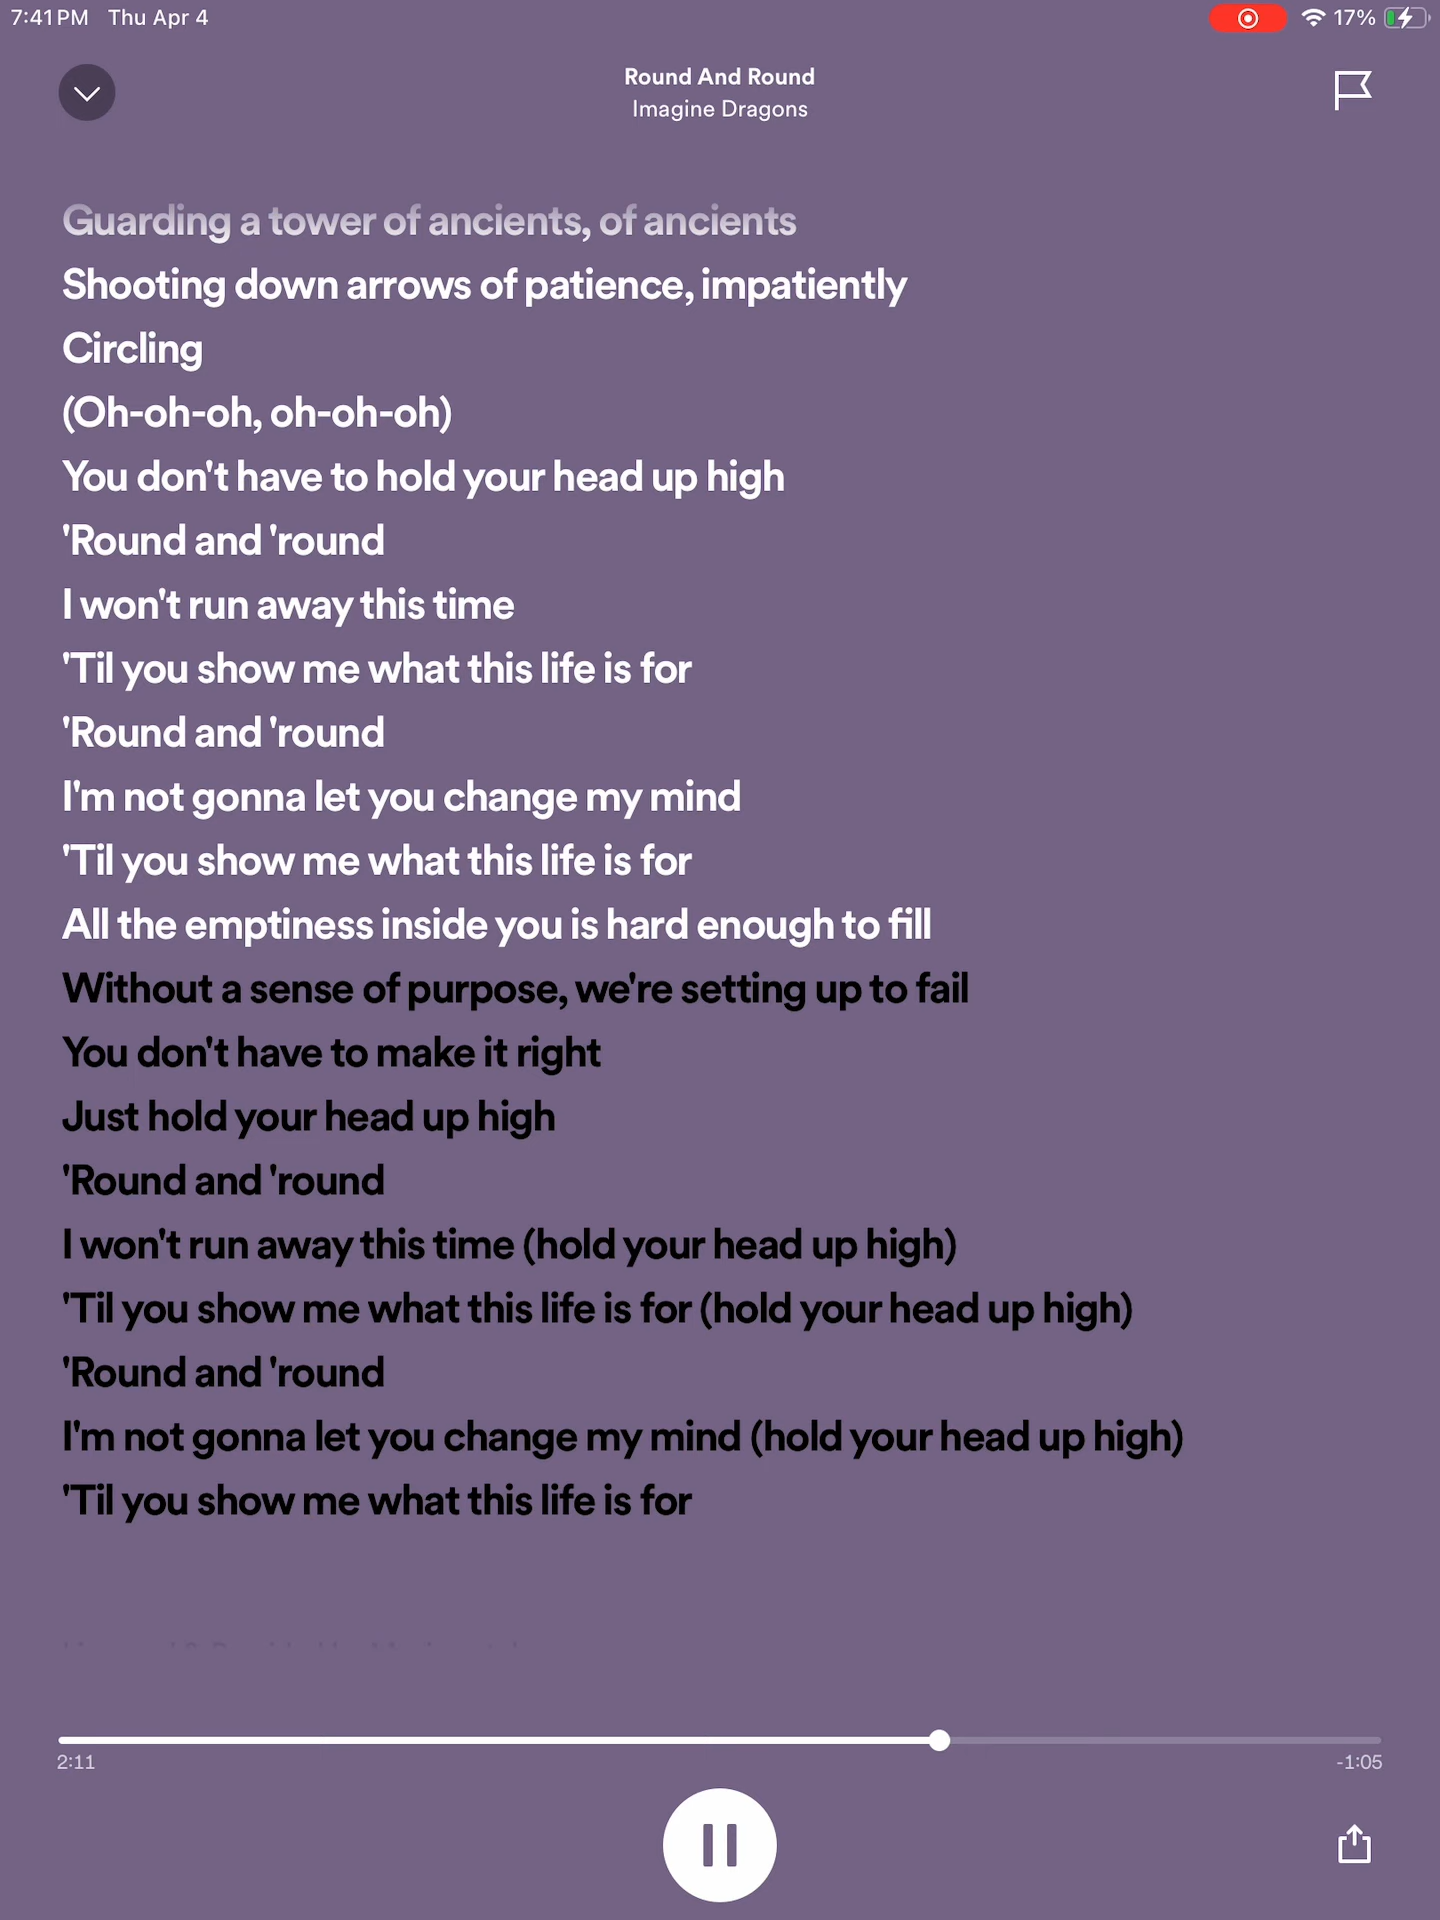 7:41 PM Thu Apr 4 17%
Round And Round
Imagine Dragons
Guarding a tower of ancients, of ancients
Shooting down arrows of patience, impatiently
Circling
(Oh-oh-oh, oh-oh-oh)
You don't have to hold your head up high
'Round and 'round
I won't run away this time
'Til you show me what this life is for
'Round and 'round
I'm not gonna let you change my mind
'Til you show me what this life is for
All the emptiness inside you is hard enough to fill
Without a sense of purpose, we're setting up to fail
You don't have to make it right
Just hold your head up high
'Round and 'round
I won't run away this time (hold your head up high)
'Til you show me what this life is for (hold your head up high)
'Round and 'round
I'm not gonna let you change my mind (hold your head up high)
'Til you show me what this life is for
2:11 -1:05